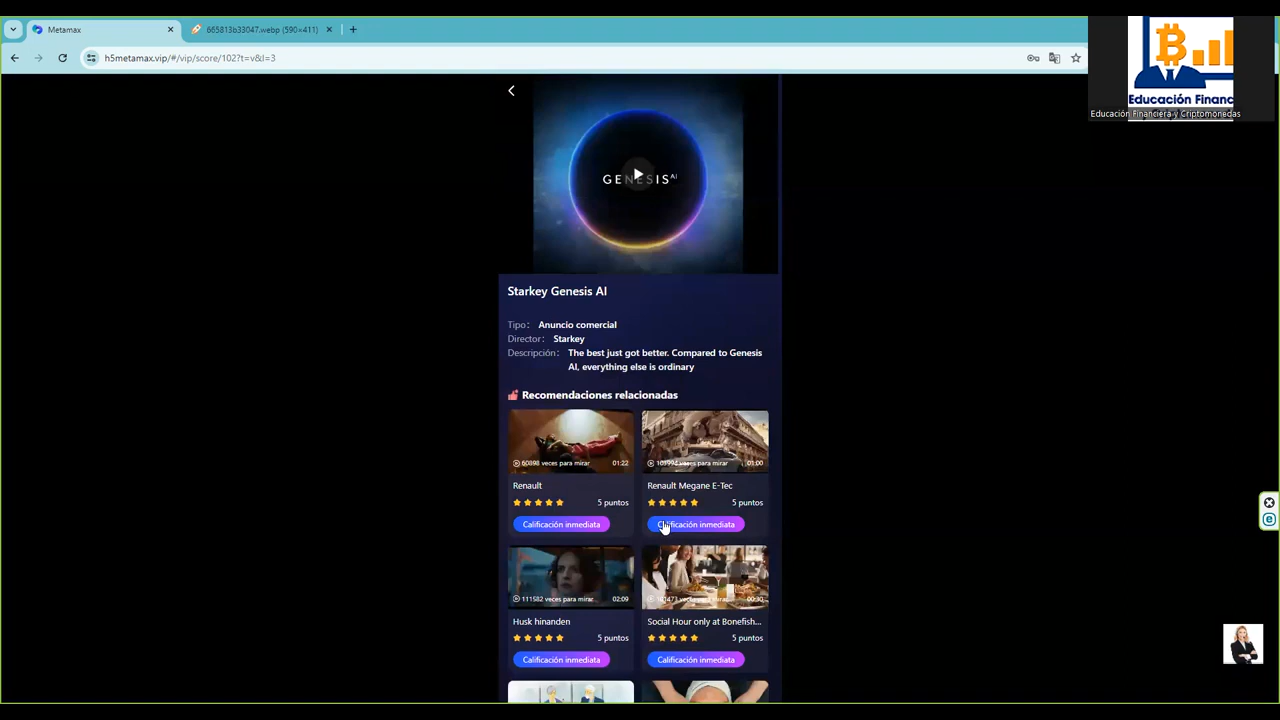 Metamax
665813b33047.webp (590×411)
h5metamax.vip/#/vip/score/102?t=v&l=3
Educación Financ
Educación Financiera y Criptomonedas
GENESIS AI
Starkey Genesis AI
Tipo: Anuncio comercial
Director: Starkey
Descripción: The best just got better. Compared to Genesis
AI, everything else is ordinary
Recomendaciones relacionadas
60898 veces para mirar 01:22
veces para mirar 01:00
Renault
Renault Megane E-Tec
5 puntos
5 puntos
Calificación inmediata
Calificación inmediata
111582 veces para mirar 02:09
00:30
Husk hinanden
Social Hour only at Bonefish...
5 puntos
5 puntos
Calificación inmediata
Calificación inmediata